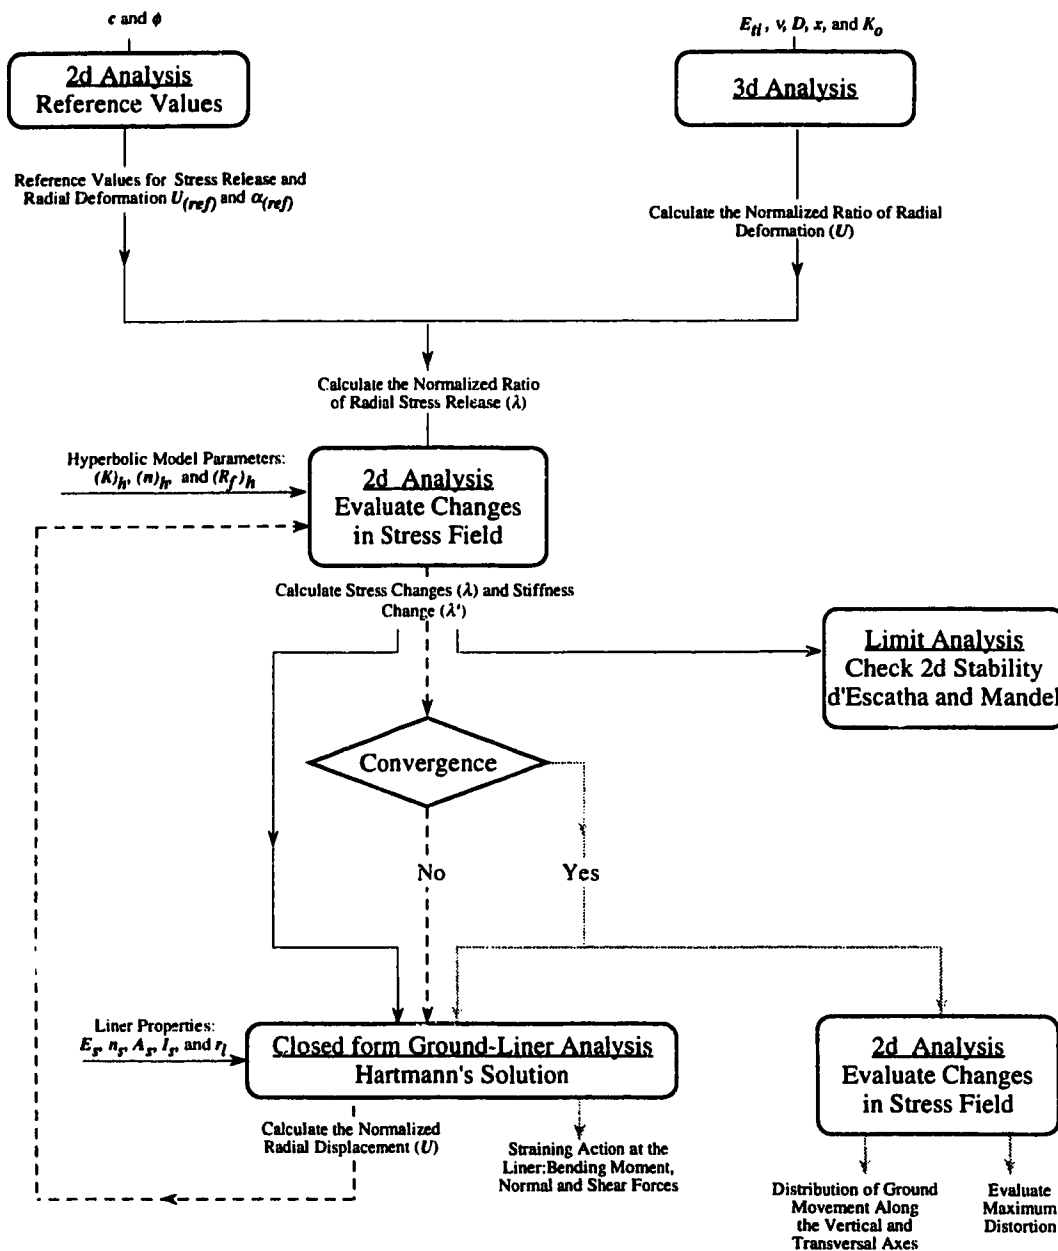 c and ϕ
2d Analysis
Reference Values
E_ti, ν, D, x, and K_o
3d Analysis
Reference Values for Stress Release and
Radial Deformation U_(ref) and α_(ref)
Calculate the Normalized Ratio of Radial
Deformation (U)
Calculate the Normalized Ratio
of Radial Stress Release (λ)
Hyperbolic Model Parameters:
(K)_h, (n)_h, and (R_f)_h
2d Analysis
Evaluate Changes
in Stress Field
Calculate Stress Changes (λ) and Stiffness
Change (λ')
Limit Analysis
Check 2d Stability
d'Escatha and Mandel
Convergence
No
Yes
Liner Properties:
E_s, n_s, A_s, I_s, and r_l
Closed form Ground-Liner Analysis
Hartmann's Solution
2d Analysis
Evaluate Changes
in Stress Field
Calculate the Normalized
Radial Displacement (U)
Straining Action at the
Liner:Bending Moment,
Normal and Shear Forces
Distribution of Ground
Movement Along
the Vertical and
Transversal Axes
Evaluate
Maximum
Distortion